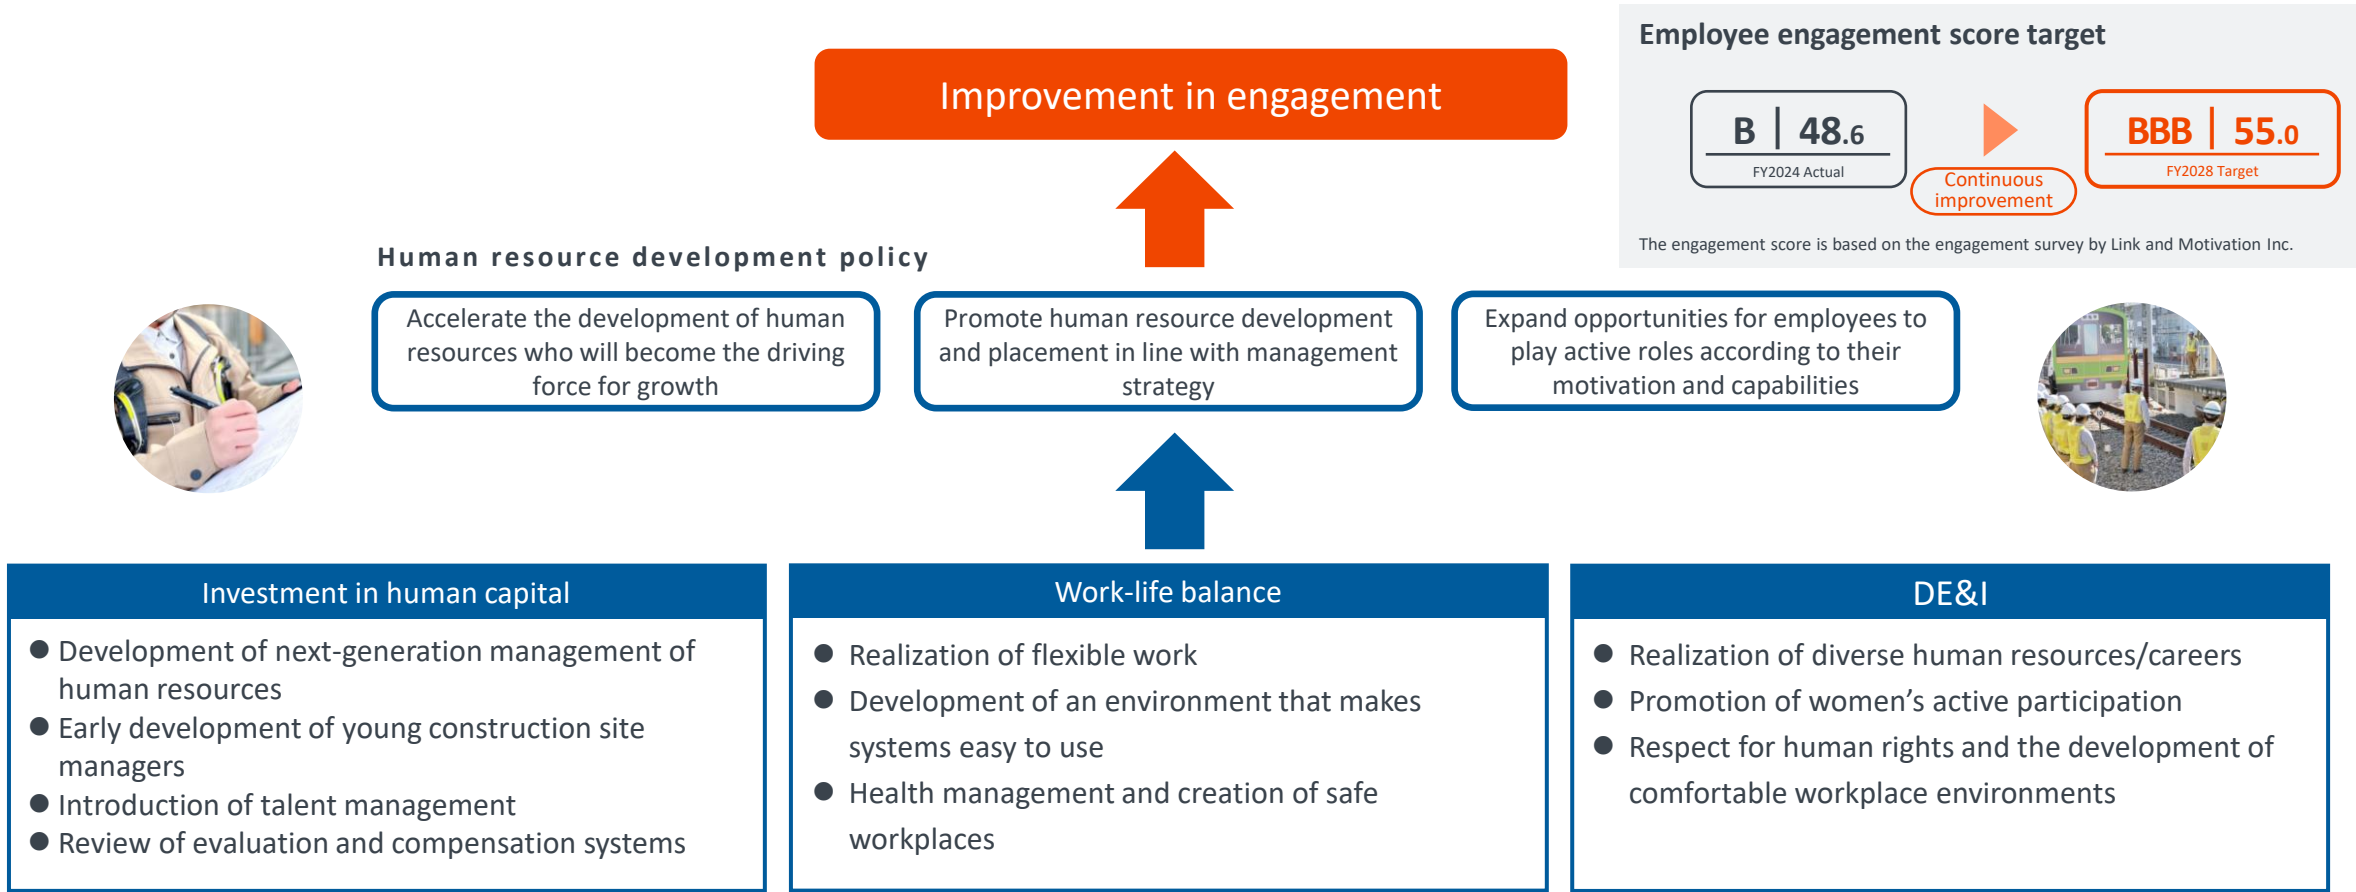 Employee engagement score target
Improvement in engagement
B | 48.6
FY2024 Actual
Continuous
improvement
BBB | 55.0
FY2028 Target
The engagement score is based on the engagement survey by Link and Motivation Inc.
Human resource development policy
Accelerate the development of human
resources who will become the driving
force for growth
Promote human resource development
and placement in line with management
strategy
Expand opportunities for employees to
play active roles according to their
motivation and capabilities
Investment in human capital
● Development of next-generation management of
human resources
● Early development of young construction site
managers
● Introduction of talent management
● Review of evaluation and compensation systems
Work-life balance
● Realization of flexible work
● Development of an environment that makes
systems easy to use
● Health management and creation of safe
workplaces
DE&I
● Realization of diverse human resources/careers
● Promotion of women’s active participation
● Respect for human rights and the development of
comfortable workplace environments